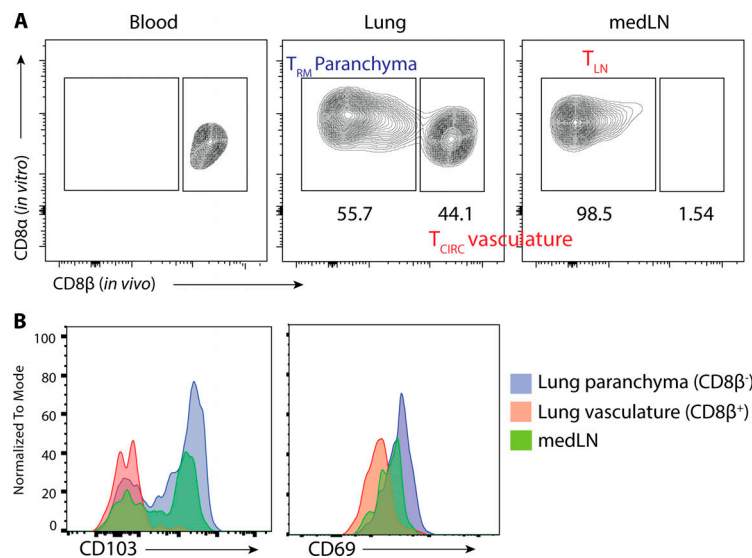 A
Blood
Lung
medLN
TRM Paranchyma
TLN
CD8α (in vitro)
55.7
44.1
98.5
1.54
TCIRC vasculature
CD8β (in vivo)
B
100
80
60
40
20
0
Normalized To Mode
CD103
CD69
Lung paranchyma (CD8β-)
Lung vasculature (CD8β+)
medLN